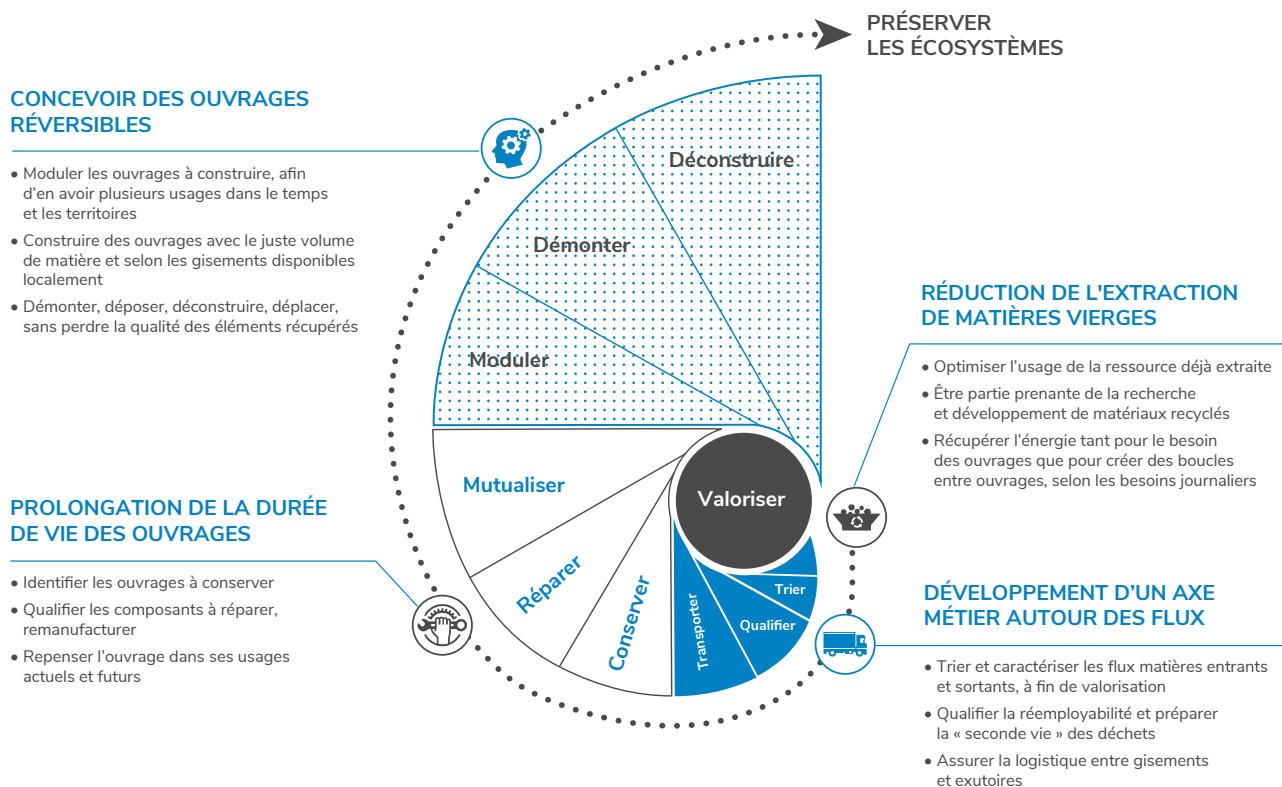 PRÉSERVER
LES ÉCOSYSTÈMES
CONCEVOIR DES OUVRAGES
RÉVERSIBLES
• Moduler les ouvrages à construire, afin
d’en avoir plusieurs usages dans le temps
et les territoires
• Construire des ouvrages avec le juste volume
de matière et selon les gisements disponibles
localement
• Démonter, déposer, déconstruire, déplacer,
sans perdre la qualité des éléments récupérés
Déconstruire
Démonter
Moduler
Mutualiser
Réparer
Conserver
Transporter
Qualifier
Trier
Valoriser
RÉDUCTION DE L'EXTRACTION
DE MATIÈRES VIERGES
• Optimiser l’usage de la ressource déjà extraite
• Être partie prenante de la recherche
et développement de matériaux recyclés
• Récupérer l’énergie tant pour le besoin
des ouvrages que pour créer des boucles
entre ouvrages, selon les besoins journaliers
PROLONGATION DE LA DURÉE
DE VIE DES OUVRAGES
• Identifier les ouvrages à conserver
• Qualifier les composants à réparer,
remanufacturer
• Repenser l’ouvrage dans ses usages
actuels et futurs
DÉVELOPPEMENT D’UN AXE
MÉTIER AUTOUR DES FLUX
• Trier et caractériser les flux matières entrants
et sortants, à fin de valorisation
• Qualifier la réemployabilité et préparer
la « seconde vie » des déchets
• Assurer la logistique entre gisements
et exutoires